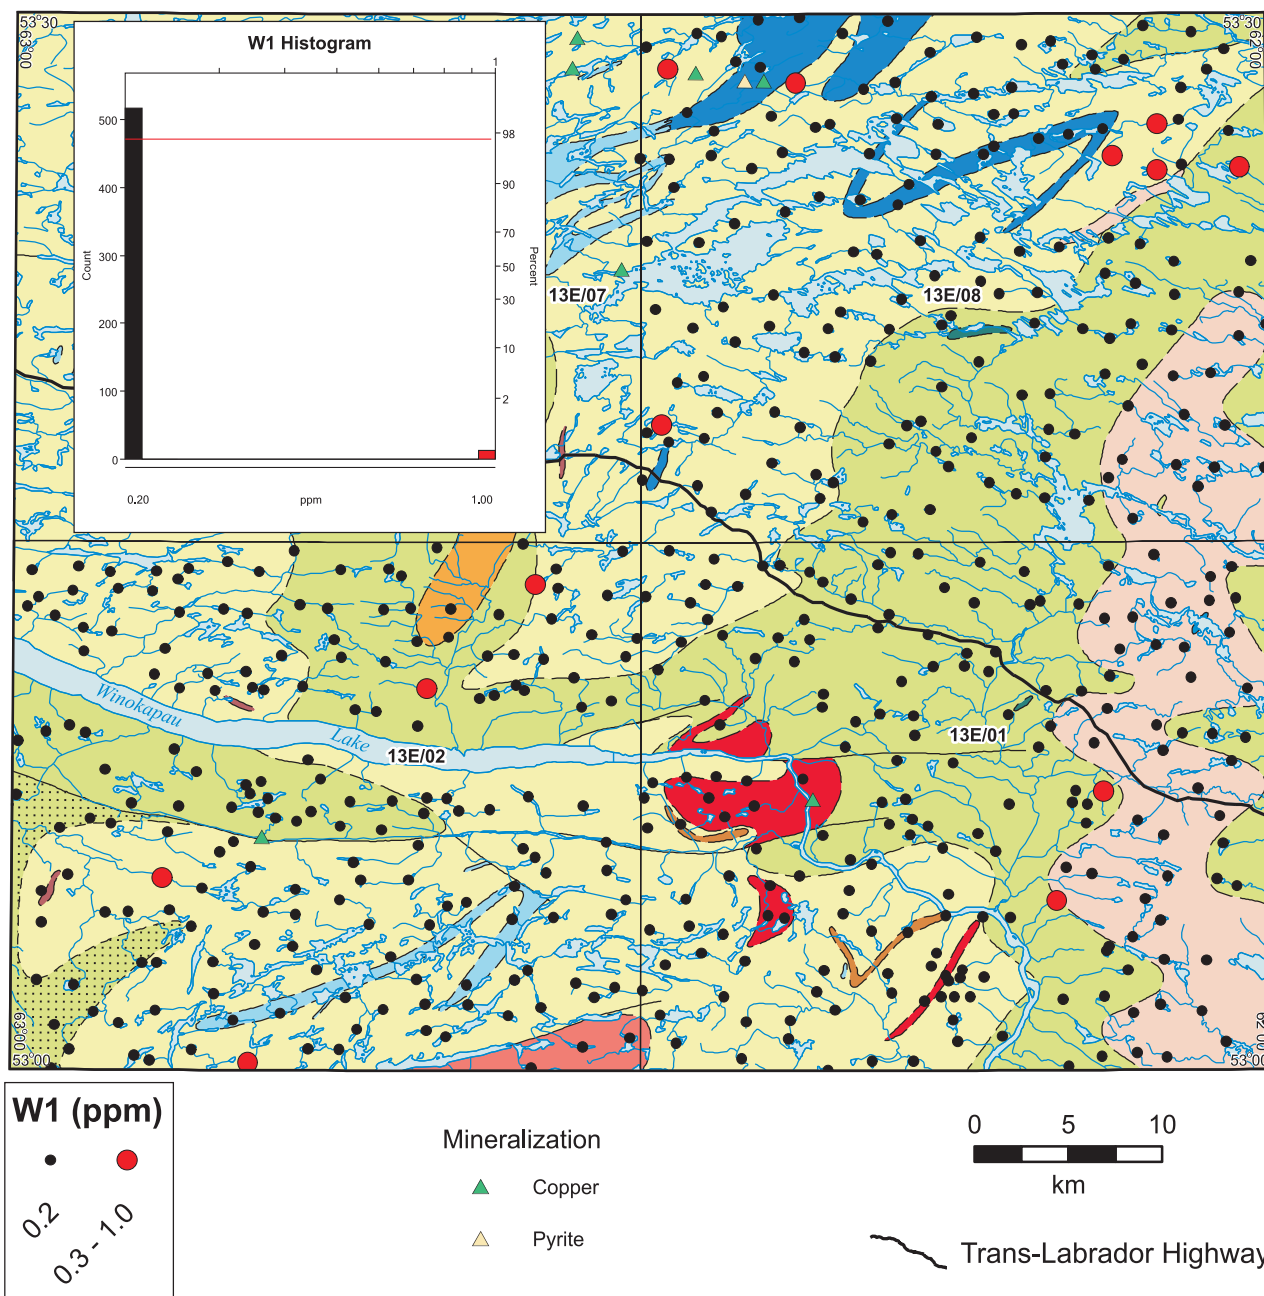 53°30
63°00
53°30
62°00
W1 Histogram
1
500
400
300
200
100
0
Count
98
90
70
50
30
10
2
Percent
0.20
ppm
1.00
13E/07
13E/08
Winokapau
Lake
13E/02
13E/01
63°00
53°00
62°00
53°00
W1 (ppm)
0.2
0.3 - 1.0
Mineralization
Copper
Pyrite
0
5
10
km
Trans-Labrador Highway